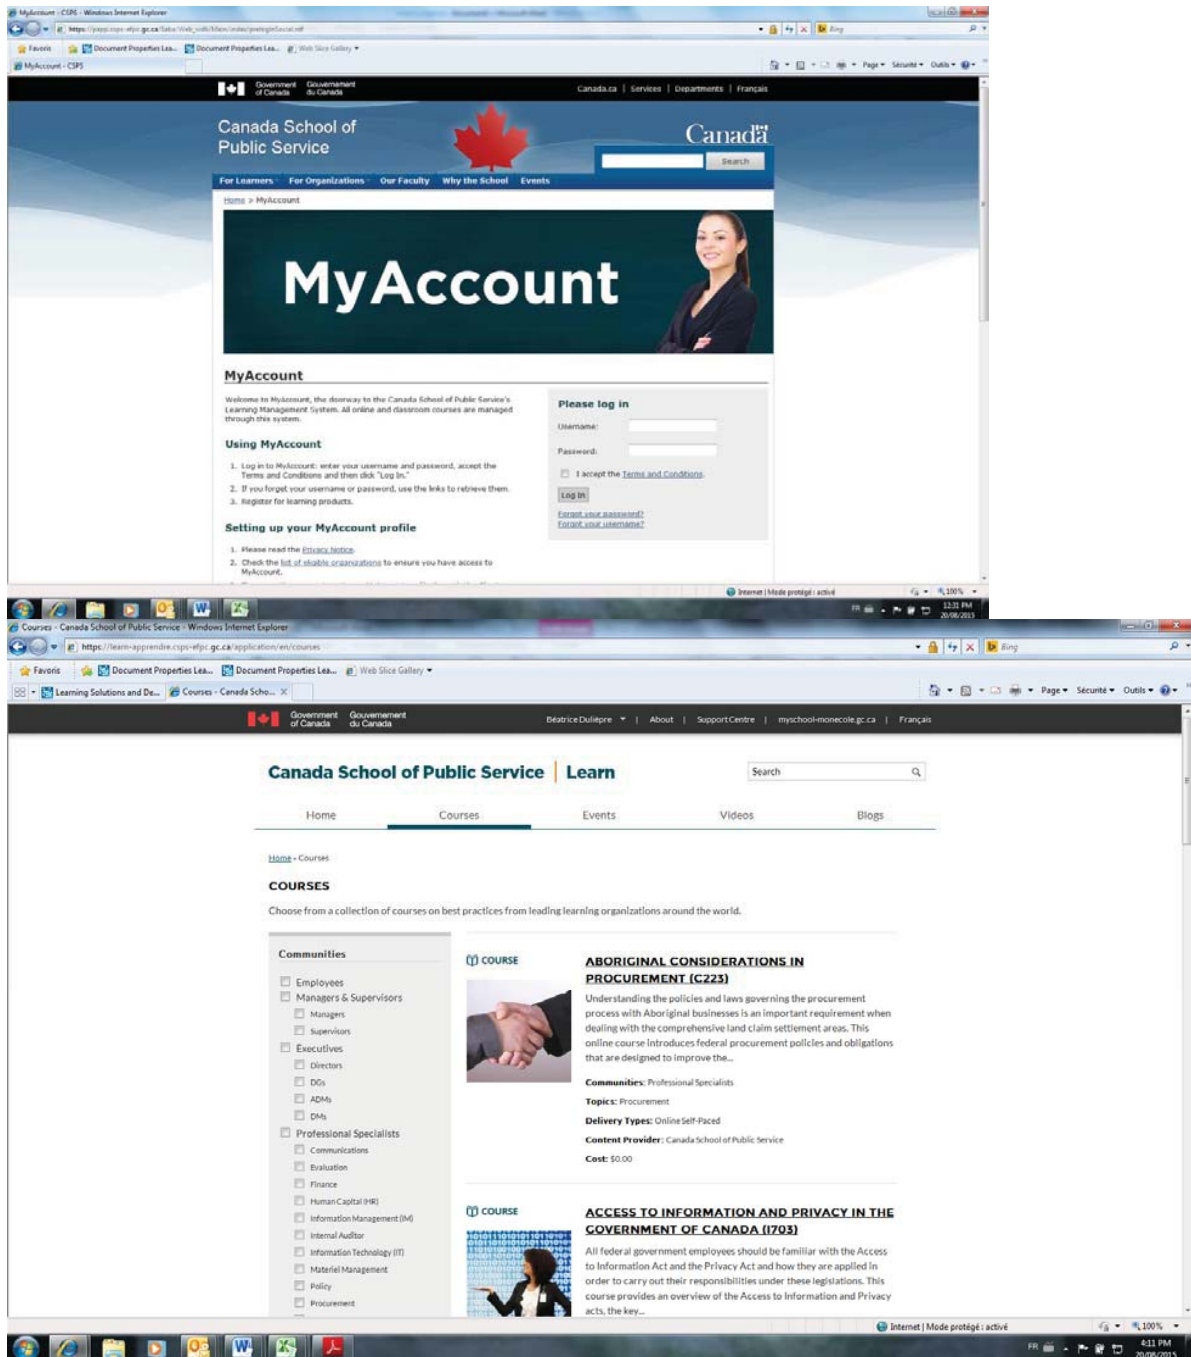 MyAccount - CSPS - Windows Internet Explorer
Bing
Favoris Document Properties Lea... Document Properties Lea... Web Slice Gallery
MyAccount - CSPS Page Sécurité Outils
Government of Canada Gouvernement du Canada Canada.ca | Services | Departments | Français
Canada School of
Public Service
Canada
Search
For Learners For Organizations Our Faculty Why the School Events
Home > MyAccount
MyAccount
MyAccount
Welcome to MyAccount, the doorway to the Canada School of Public Service's
Learning Management System. All online and classroom courses are managed
through this system.
Using MyAccount
1. Log in to MyAccount: enter your username and password, accept the
Terms and Conditions and then click "Log In."
2. If you forget your username or password, use the links to retrieve them.
3. Register for learning products.
Setting up your MyAccount profile
1. Please read the Privacy Notice.
2. Check the list of eligible organizations to ensure you have access to
MyAccount.
Please log in
Username:
Password:
I accept the Terms and Conditions.
Log In
Forgot your password?
Forgot your username?
Internet | Mode protégé : activé 100%
FR 12:31 PM
20/08/2015
Courses - Canada School of Public Service - Windows Internet Explorer
https://learn-apprendre.csps-efpc.gc.ca/application/en/courses Bing
Favoris Document Properties Lea... Document Properties Lea... Web Slice Gallery
Learning Solutions and De... Courses - Canada Scho... Page Sécurité Outils
Government of Canada Gouvernement du Canada Béatrice Dulièpre | About | Support Centre | myschool-monecole.gc.ca | Français
Canada School of Public Service | Learn
Search
Home Courses Events Videos Blogs
Home - Courses
COURSES
Choose from a collection of courses on best practices from leading learning organizations around the world.
Communities
Employees
Managers & Supervisors
Managers
Supervisors
Executives
Directors
DGs
ADMs
DMs
Professional Specialists
Communications
Evaluation
Finance
Human Capital (HR)
Information Management (IM)
Internal Auditor
Information Technology (IT)
Materiel Management
Policy
Procurement
COURSE
ABORIGINAL CONSIDERATIONS IN
PROCUREMENT (C223)
Understanding the policies and laws governing the procurement
process with Aboriginal businesses is an important requirement when
dealing with the comprehensive land claim settlement areas. This
online course introduces federal procurement policies and obligations
that are designed to improve the...
Communities: Professional Specialists
Topics: Procurement
Delivery Types: Online Self-Paced
Content Provider: Canada School of Public Service
Cost: $0.00
COURSE
ACCESS TO INFORMATION AND PRIVACY IN THE
GOVERNMENT OF CANADA (I703)
All federal government employees should be familiar with the Access
to Information Act and the Privacy Act and how they are applied in
order to carry out their responsibilities under these legislations. This
course provides an overview of the Access to Information and Privacy
acts, the key...
Internet | Mode protégé : activé 100%
FR 4:11 PM
20/08/2015